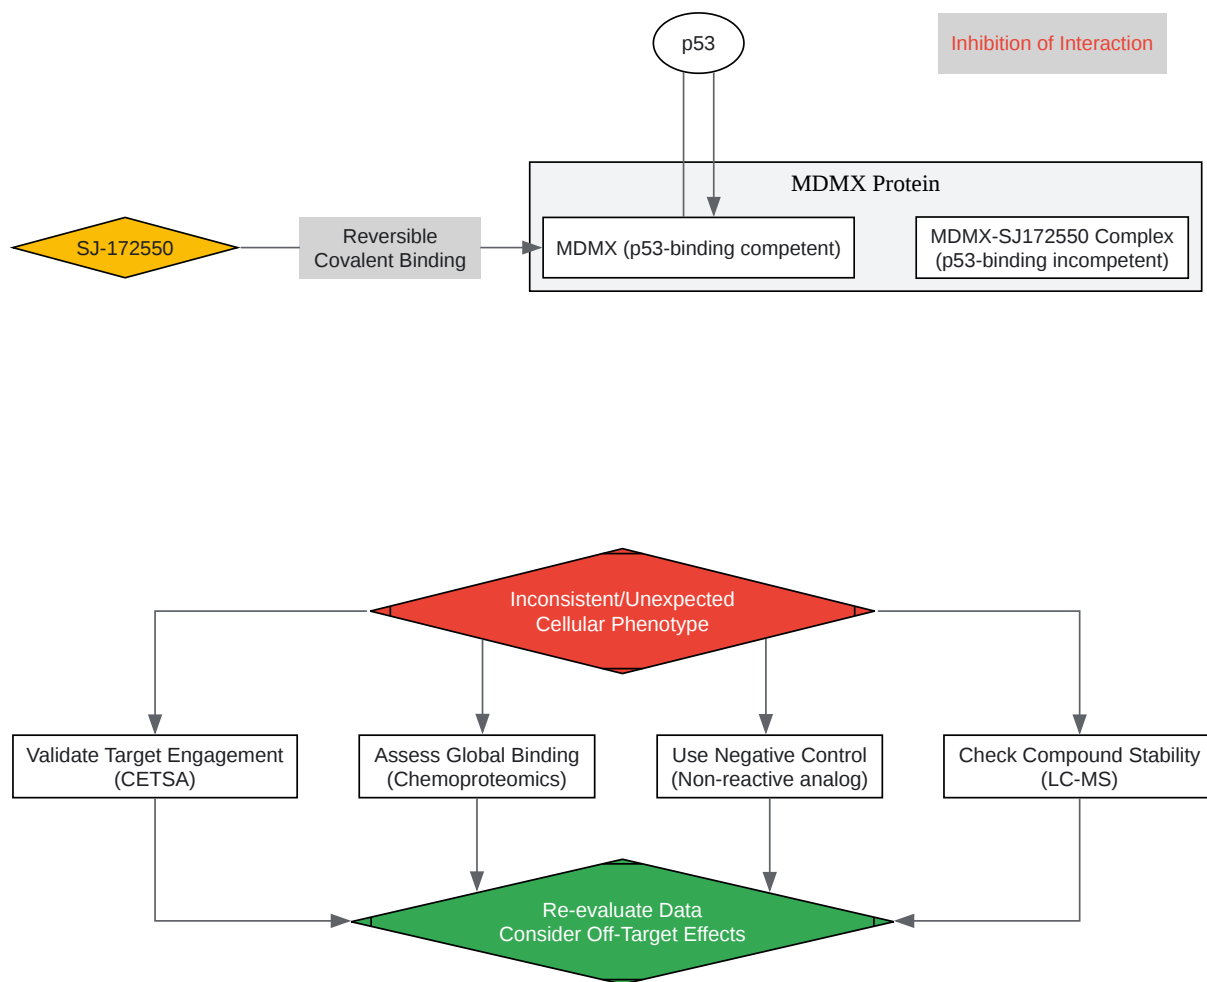 p53
Inhibition of Interaction
MDMX Protein
SJ-172550
Reversible
Covalent Binding
MDMX (p53-binding competent)
MDMX-SJ172550 Complex
(p53-binding incompetent)
Inconsistent/Unexpected
Cellular Phenotype
Validate Target Engagement
(CETSA)
Assess Global Binding
(Chemoproteomics)
Use Negative Control
(Non-reactive analog)
Check Compound Stability
(LC-MS)
Re-evaluate Data
Consider Off-Target Effects